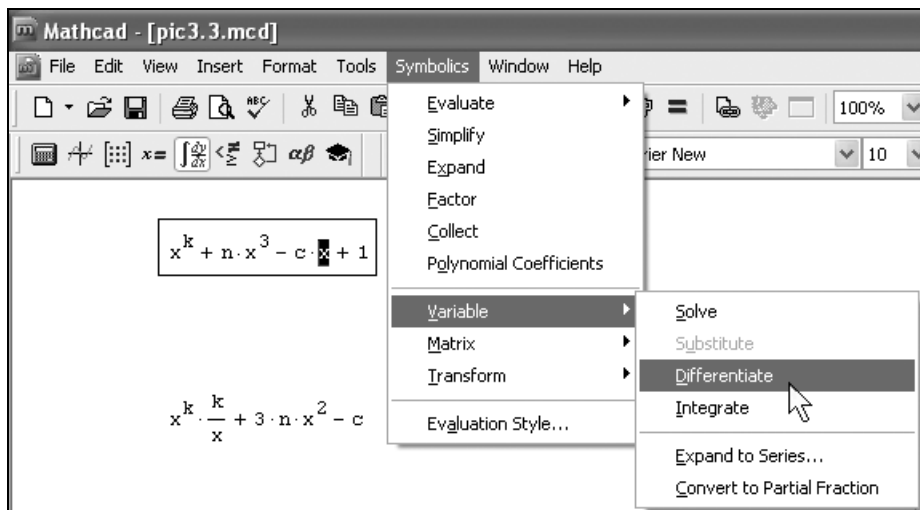 Mathcad - [pic3.3.mcd]
File Edit View Insert Format Tools Symbolics Window Help
100%
x= αβ
rier New 10
Evaluate
Simplify
Expand
Factor
Collect
Polynomial Coefficients
Variable
Matrix
Transform
Evaluation Style...
Solve
Substitute
Differentiate
Integrate
Expand to Series...
Convert to Partial Fraction
x^k + n·x^3 - c·x + 1
x^k·k/x + 3·n·x^2 - c